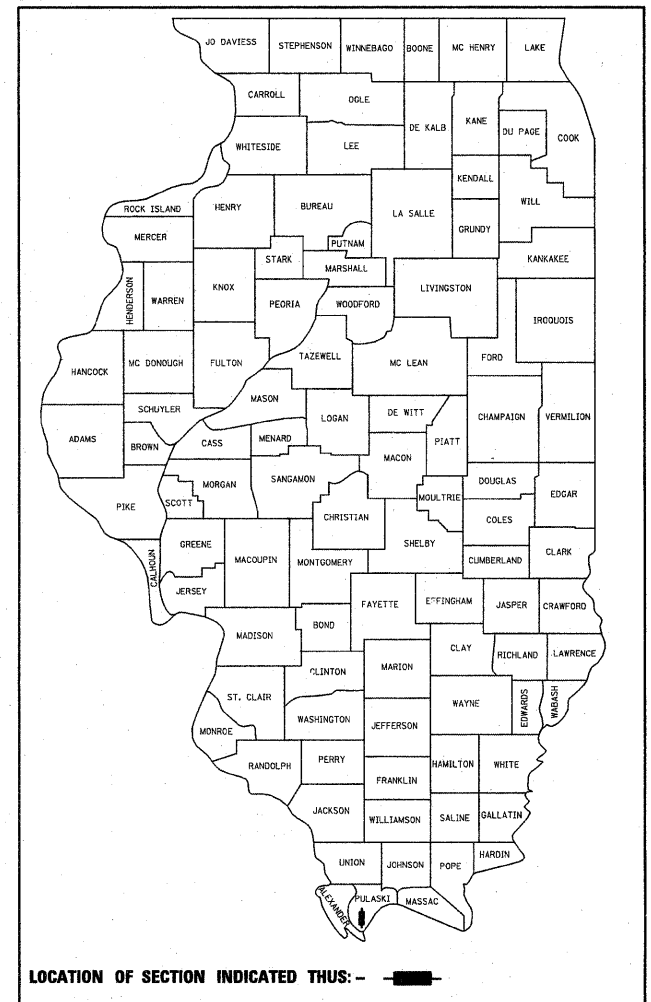 JO DAVIESS STEPHENSON WINNEBAGO BOONE MC HENRY LAKE
CARROLL OGLE DE KALB KANE DU PAGE COOK
WHITESIDE LEE
KENDALL WILL
ROCK ISLAND HENRY BUREAU LA SALLE GRUNDY
MERCER PUTNAM
STARK MARSHALL KANKAKEE
HENDERSON WARREN KNOX PEORIA WOODFORD LIVINGSTON IROQUOIS
HANCOCK MC DONOUGH FULTON TAZEWELL MC LEAN FORD
MASON
SCHUYLER LOGAN DE WITT CHAMPAIGN VERMILION
ADAMS BROWN CASS MENARD PIATT
MACON
MORGAN SANGAMON DOUGLAS
PIKE SCOTT MOULTRIE EDGAR
CHRISTIAN COLES
GREENE MACOUPIN MONTGOMERY SHELBY CUMBERLAND CLARK
CALHOUN
JERSEY FAYETTE EFFINGHAM JASPER CRAWFORD
MADISON BOND
CLAY RICHLAND LAWRENCE
CLINTON MARION
ST. CLAIR WAYNE EDWARDS WABASH
WASHINGTON JEFFERSON
MONROE
RANDOLPH PERRY HAMILTON WHITE
FRANKLIN
JACKSON WILLIAMSON SALINE GALLATIN
UNION JOHNSON POPE HARDIN
ALEXANDER PULASKI MASSAC
LOCATION OF SECTION INDICATED THUS: -